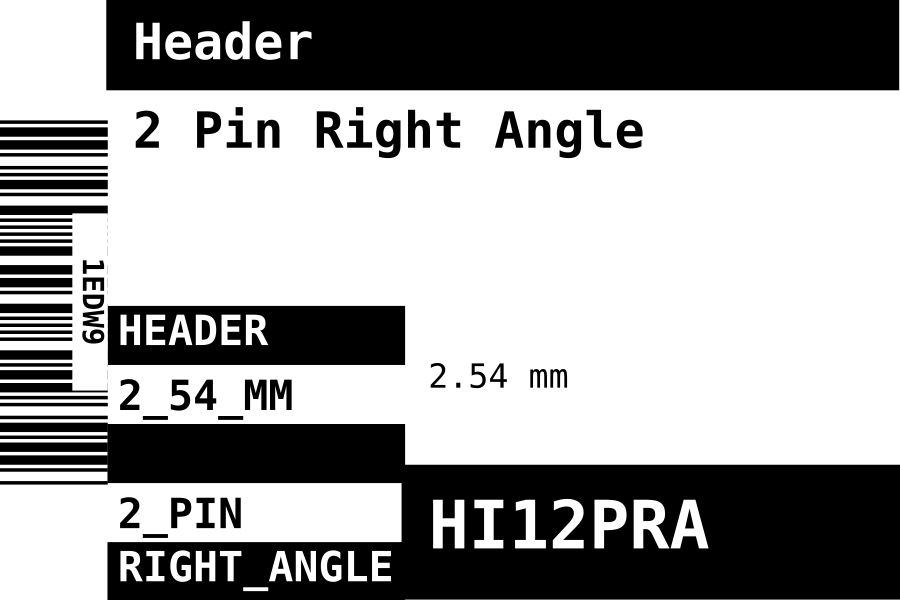 Header
2 Pin Right Angle
1EDW9
HEADER
2_54_MM
2.54 mm
2_PIN
RIGHT_ANGLE
HI12PRA